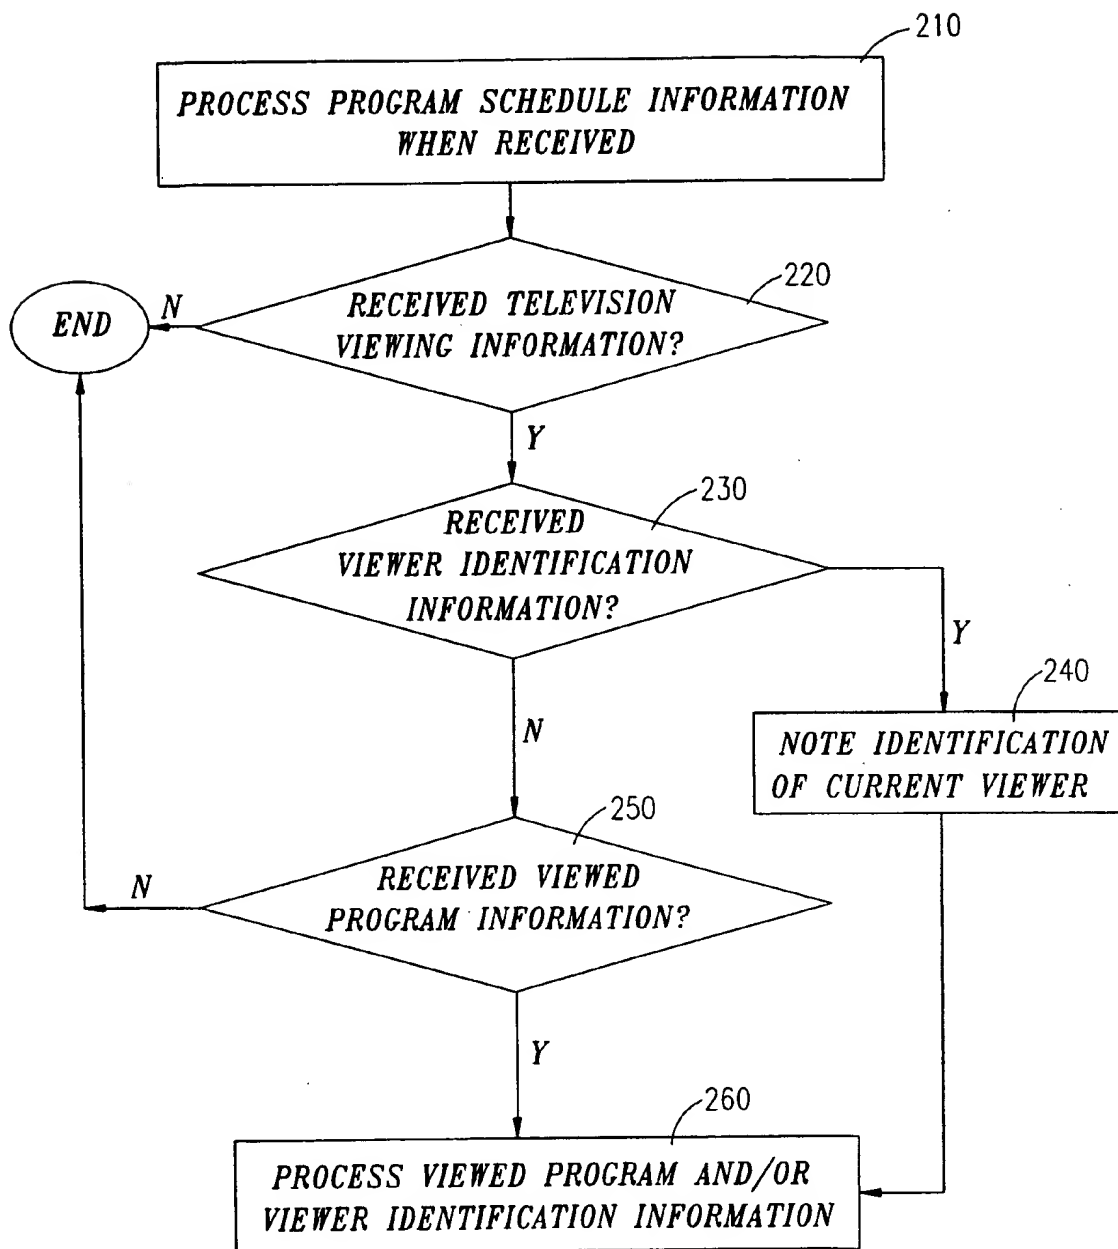 210
PROCESS PROGRAM SCHEDULE INFORMATION
WHEN RECEIVED
220
RECEIVED TELEVISION
VIEWING INFORMATION?
N
END
Y
230
RECEIVED
VIEWER IDENTIFICATION
INFORMATION?
Y
240
NOTE IDENTIFICATION
OF CURRENT VIEWER
N
250
RECEIVED VIEWED
PROGRAM INFORMATION?
N
Y
260
PROCESS VIEWED PROGRAM AND/OR
VIEWER IDENTIFICATION INFORMATION